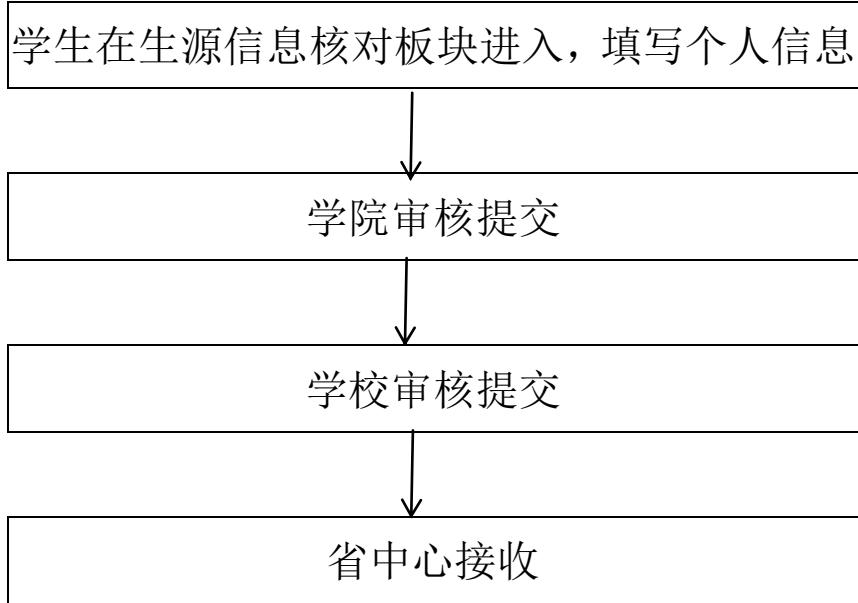 学生在生源信息核对板块进入，填写个人信息
学院审核提交
学校审核提交
省中心接收